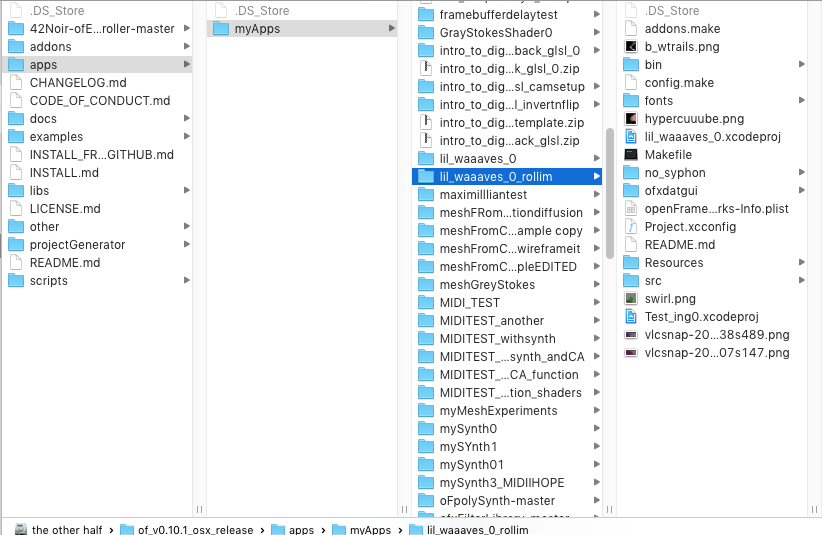 .DS_Store
42Noir-ofE...roller-master
addons
apps
CHANGELOG.md
CODE_OF_CONDUCT.md
docs
examples
INSTALL_FR...GITHUB.md
INSTALL.md
libs
LICENSE.md
other
projectGenerator
README.md
scripts
.DS_Store
myApps
framebufferdelaytest
GrayStokesShader0
intro_to_dig...back_glsl_0
intro_to_dig...k_glsl_0.zip
intro_to_dig...sl_camsetup
intro_to_dig...l_invertnflip
intro_to_dig...template.zip
intro_to_dig...ack_glsl.zip
lil_waaaves_0
lil_waaaves_0_rollim
maximillliantest
meshFRom...tiondiffusion
meshFromC...ample copy
meshFromC...wireframeit
meshFromC...pleEDITED
meshGreyStokes
MIDI_TEST
MIDITEST_another
MIDITEST_withsynth
MIDITEST_...synth_andCA
MIDITEST_...CA_function
MIDITEST_...tion_shaders
myMeshExperiments
mySynth0
mySYnth1
mySynth01
mySynth3_MIDIIHOPE
oFpolySynth-master
.DS_Store
addons.make
b_wtrails.png
bin
config.make
fonts
hypercuuube.png
lil_waaaves_0.xcodeproj
Makefile
no_syphon
ofxdatgui
openFrame...rks-Info.plist
Project.xcconfig
README.md
Resources
src
swirl.png
Test_ing0.xcodeproj
vlcsnap-20...38s489.png
vlcsnap-20...07s147.png
the other half › of_v0.10.1_osx_release › apps › myApps › lil_waaaves_0_rollim